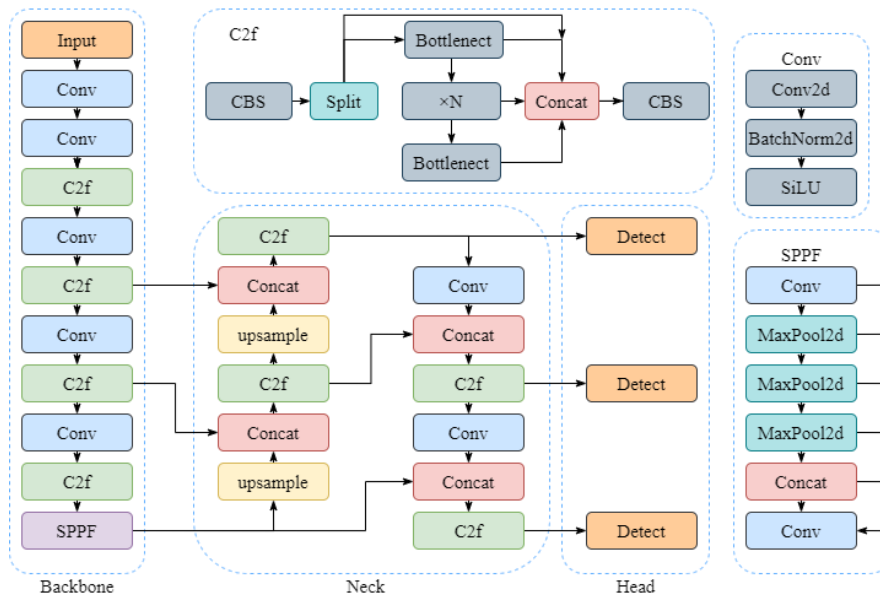 Input
Conv
Conv
C2f
Conv
C2f
Conv
C2f
Conv
C2f
SPPF
Backbone
C2f
Bottlenect
CBS
Split
×N
Concat
CBS
Bottlenect
C2f
Concat
upsample
C2f
Concat
upsample
Conv
Concat
C2f
Conv
Concat
C2f
Neck
Detect
Detect
Detect
Head
Conv
Conv2d
BatchNorm2d
SiLU
SPPF
Conv
MaxPool2d
MaxPool2d
MaxPool2d
Concat
Conv